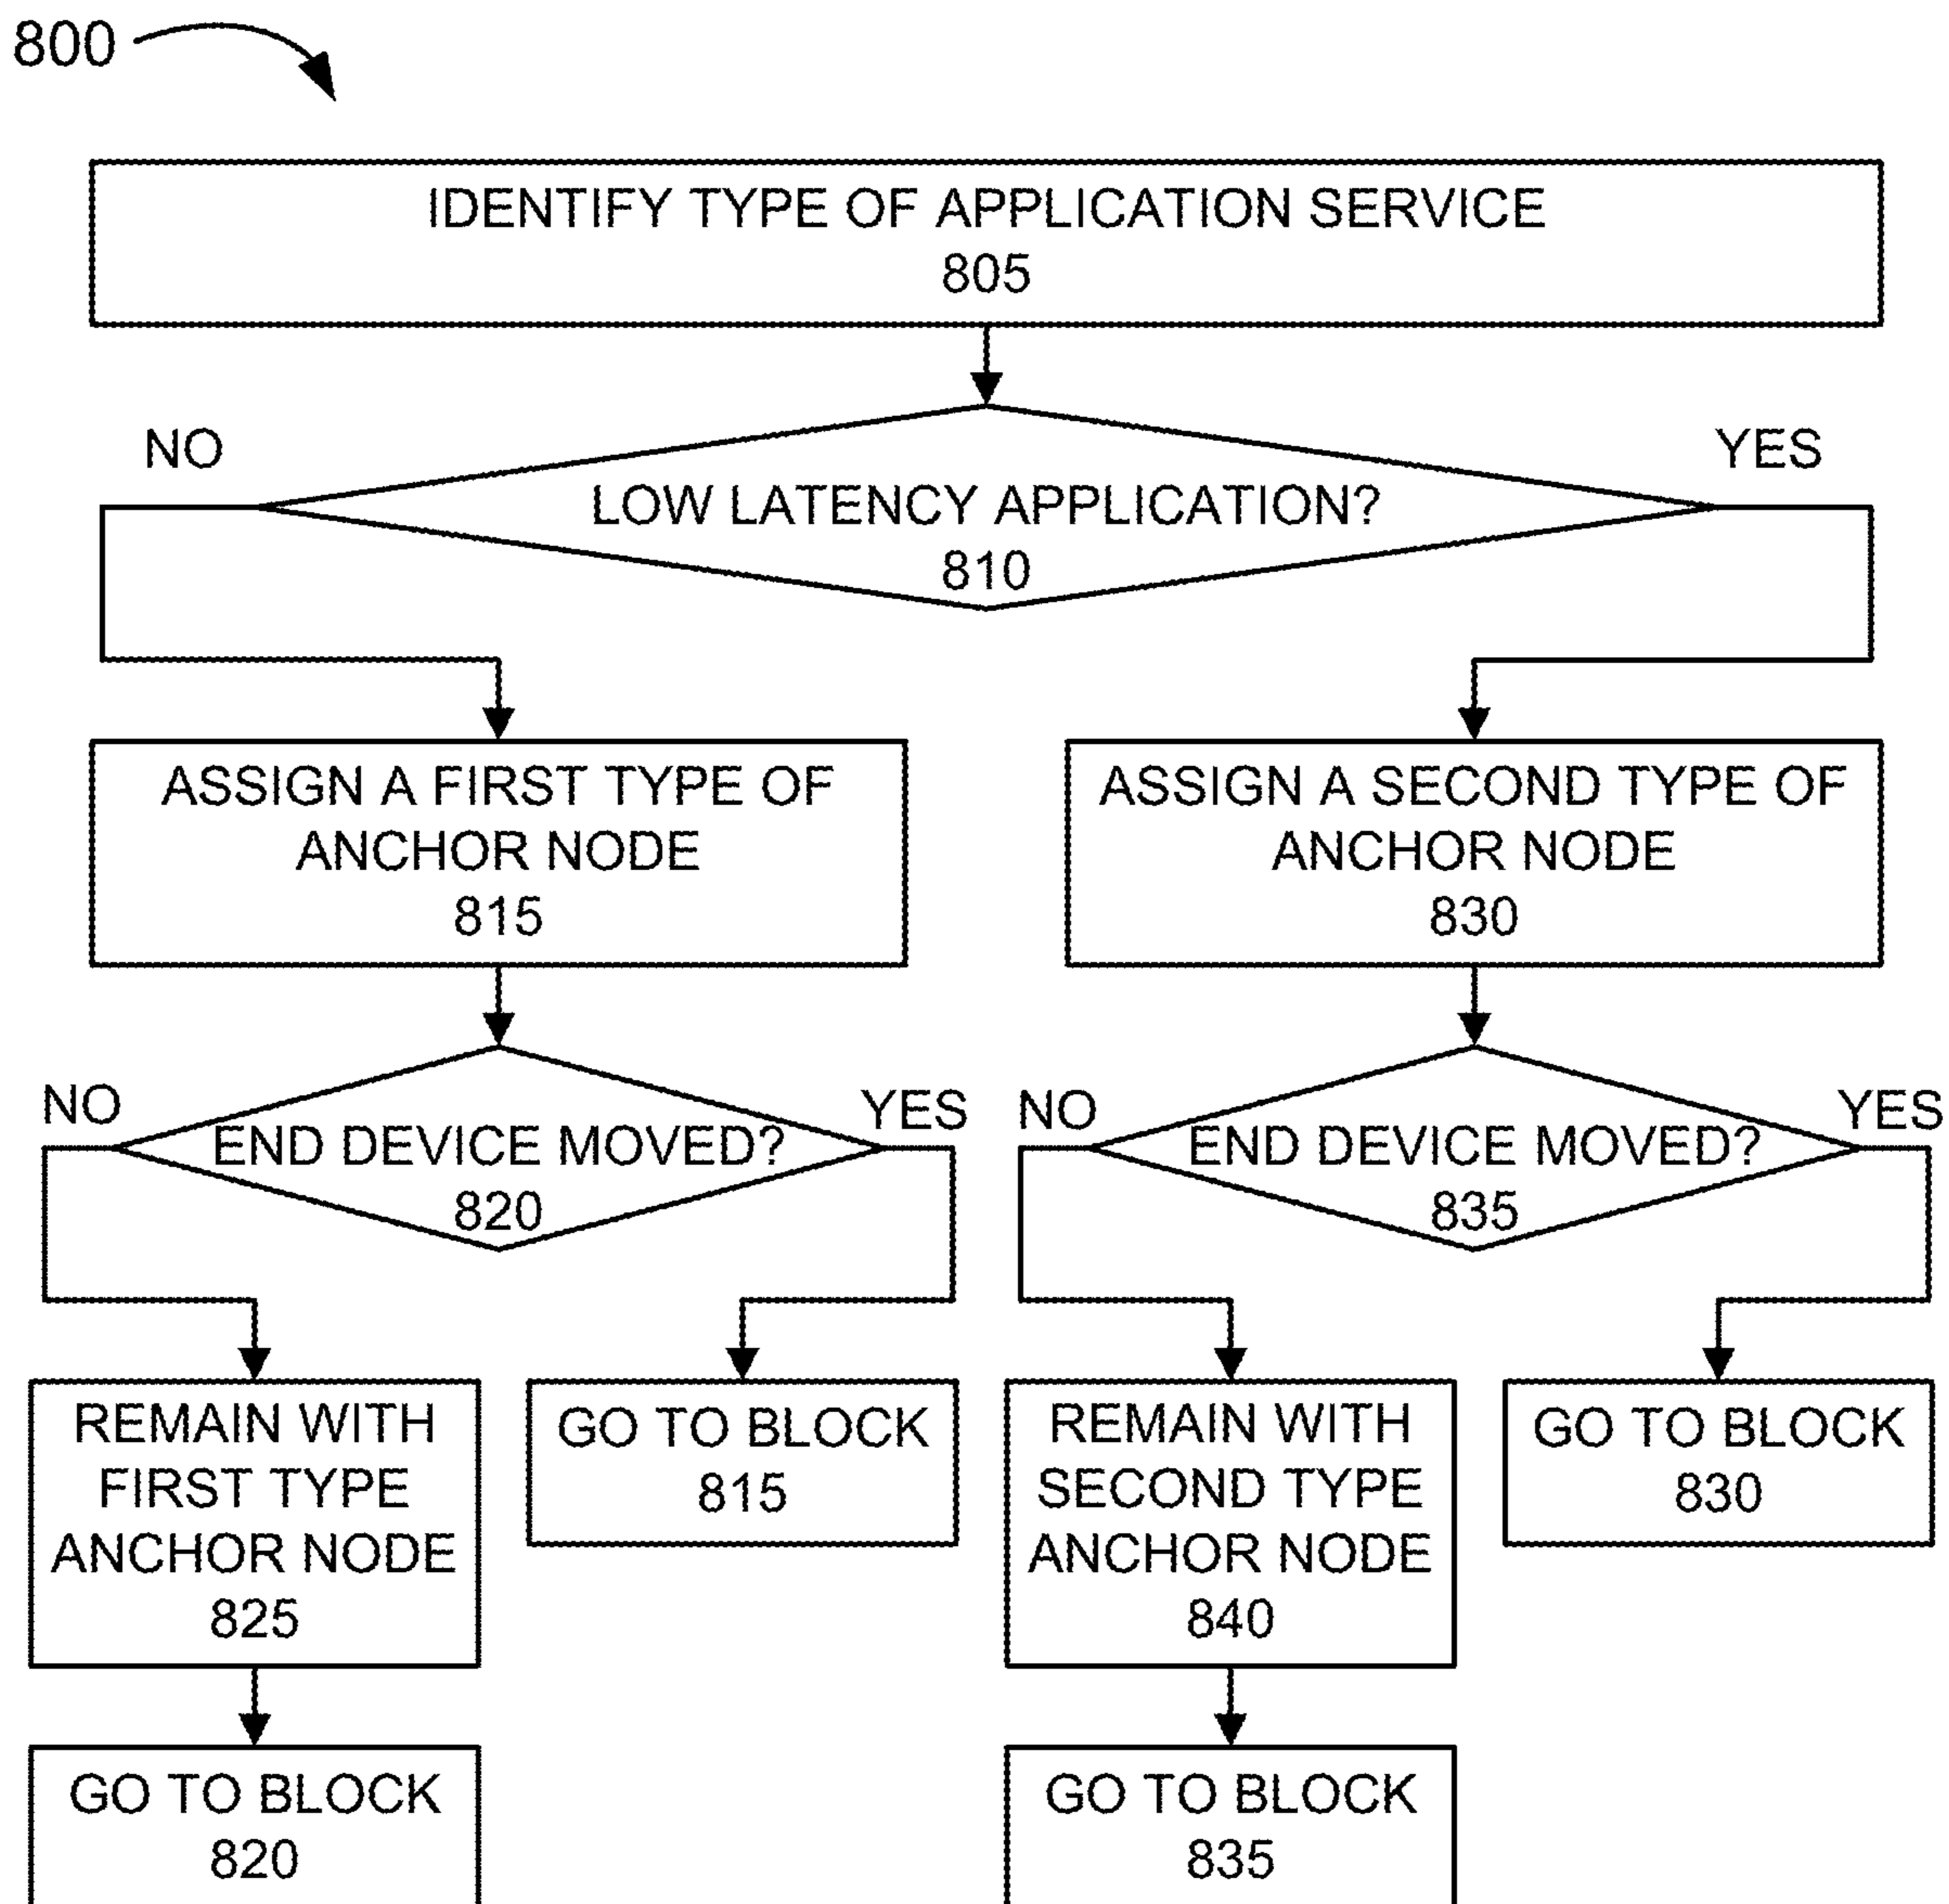 800
IDENTIFY TYPE OF APPLICATION SERVICE
805
NO
YES
LOW LATENCY APPLICATION?
810
ASSIGN A FIRST TYPE OF
ANCHOR NODE
815
ASSIGN A SECOND TYPE OF
ANCHOR NODE
830
NO
YES
END DEVICE MOVED?
820
NO
YES
END DEVICE MOVED?
835
REMAIN WITH
FIRST TYPE
ANCHOR NODE
825
GO TO BLOCK
815
REMAIN WITH
SECOND TYPE
ANCHOR NODE
840
GO TO BLOCK
830
GO TO BLOCK
820
GO TO BLOCK
835